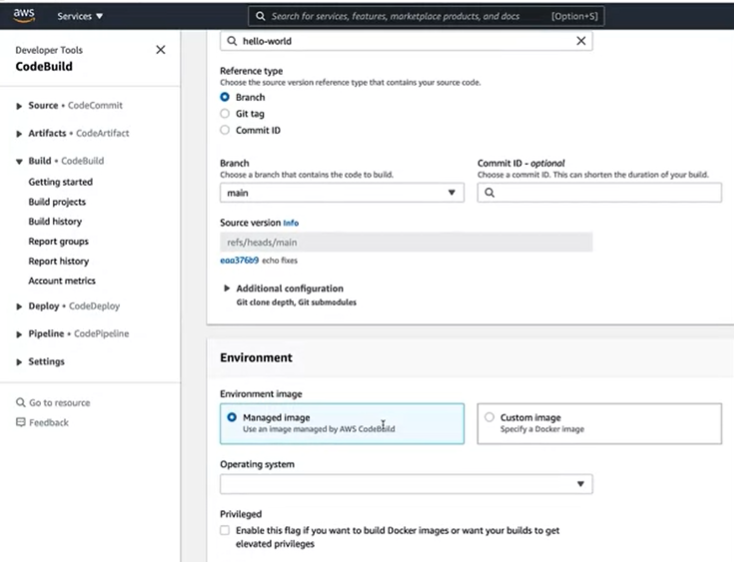 aws
Services
Search for services, features, marketplace products, and docs [Option+S]
Developer Tools
CodeBuild
Source • CodeCommit
Artifacts • CodeArtifact
Build • CodeBuild
Getting started
Build projects
Build history
Report groups
Report history
Account metrics
Deploy • CodeDeploy
Pipeline • CodePipeline
Settings
Go to resource
Feedback
hello-world
Reference type
Choose the source version reference type that contains your source code.
Branch
Git tag
Commit ID
Branch
Choose a branch that contains the code to build.
main
Commit ID - optional
Choose a commit ID. This can shorten the duration of your build.
Source version Info
refs/heads/main
eaa376b9 echo fixes
Additional configuration
Git clone depth, Git submodules
Environment
Environment image
Managed image
Use an image managed by AWS CodeBuild
Custom image
Specify a Docker image
Operating system
Privileged
Enable this flag if you want to build Docker images or want your builds to get
elevated privileges